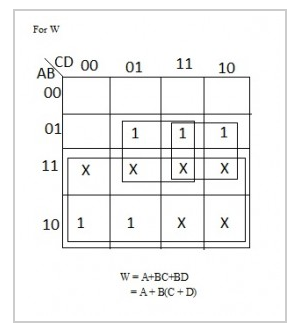 For W
CD 00 01 11 10
AB
00
01 1 1 1
11 X X X X
10 1 1 X X
W = A+BC+BD
= A + B(C + D)